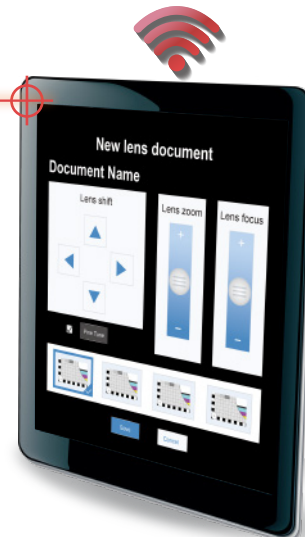 New lens document
Document Name
Lens shift
Lens zoom
Lens focus
+
+
−
−
Fine Tune
Save
Cancel